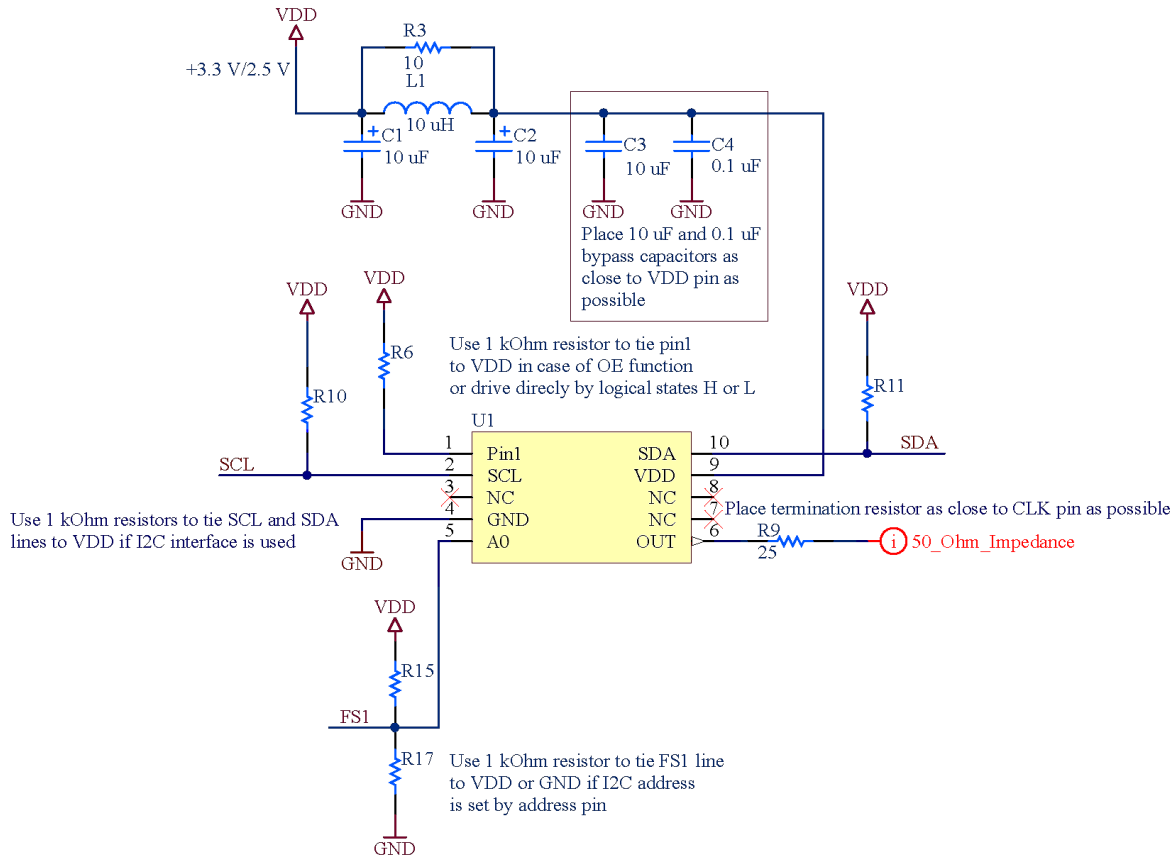 VDD
+3.3 V/2.5 V
R3
10
L1
10 uH
C1
10 uF
C2
10 uF
C3
10 uF
C4
0.1 uF
GND
GND
GND
GND
Place 10 uF and 0.1 uF
bypass capacitors as
close to VDD pin as
possible
VDD
VDD
VDD
R10
R6
R11
Use 1 kOhm resistor to tie pin1
to VDD in case of OE function
or drive direcly by logical states H or L
U1
SCL
SDA
1
2
3
4
5
Pin1
SCL
NC
GND
A0
SDA
VDD
NC
NC
OUT
10
9
8
7
6
Use 1 kOhm resistors to tie SCL and SDA
lines to VDD if I2C interface is used
GND
Place termination resistor as close to CLK pin as possible
R9
25
i
50_Ohm_Impedance
VDD
R15
FS1
R17
GND
Use 1 kOhm resistor to tie FS1 line
to VDD or GND if I2C address
is set by address pin